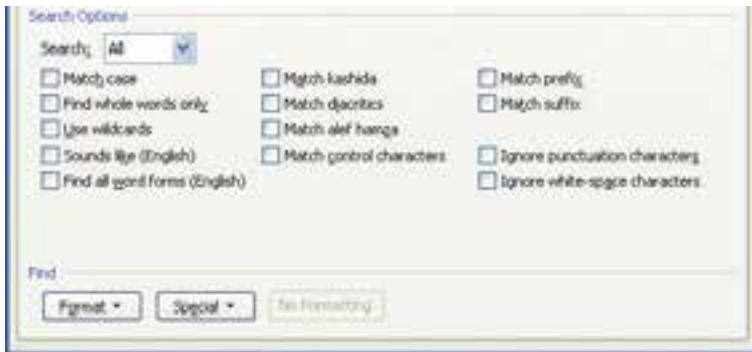 Search Options
Search: All
Match case
Find whole words only
Use wildcards
Sounds like (English)
Find all word forms (English)
Match kashida
Match diacritics
Match alef hamza
Match control characters
Match prefix
Match suffix
Ignore punctuation characters
Ignore white-space characters
Find
Format
Special
No Formatting